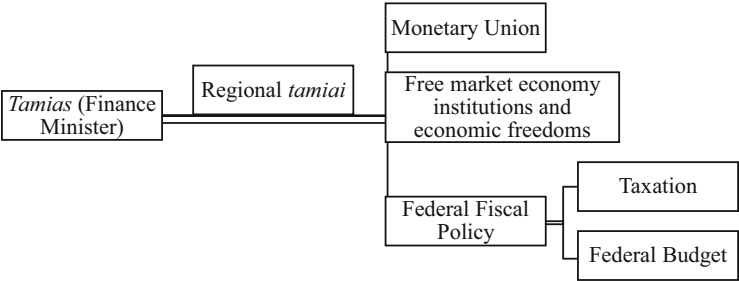 Monetary Union
Regional tamiai
Tamias (Finance
Minister)
Free market economy
institutions and
economic freedoms
Federal Fiscal
Policy
Taxation
Federal Budget